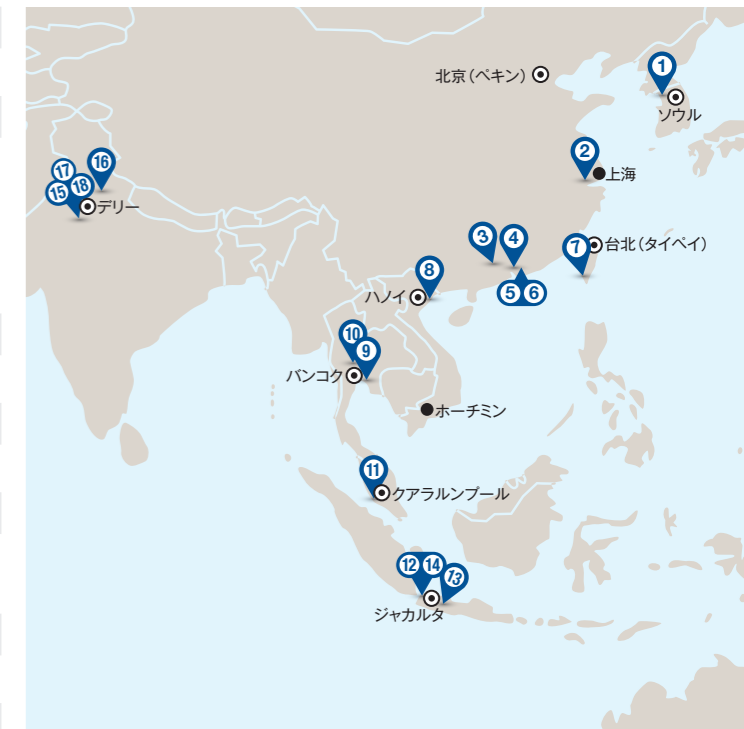 1
北京（ペキン）
ソウル
2
上海
17
16
15
18
デリー
3
4
7
台北（タイペイ）
5 6
8
ハノイ
10
9
バンコク
ホーチミン
11
クアラルンプール
12 14 13
ジャカルタ